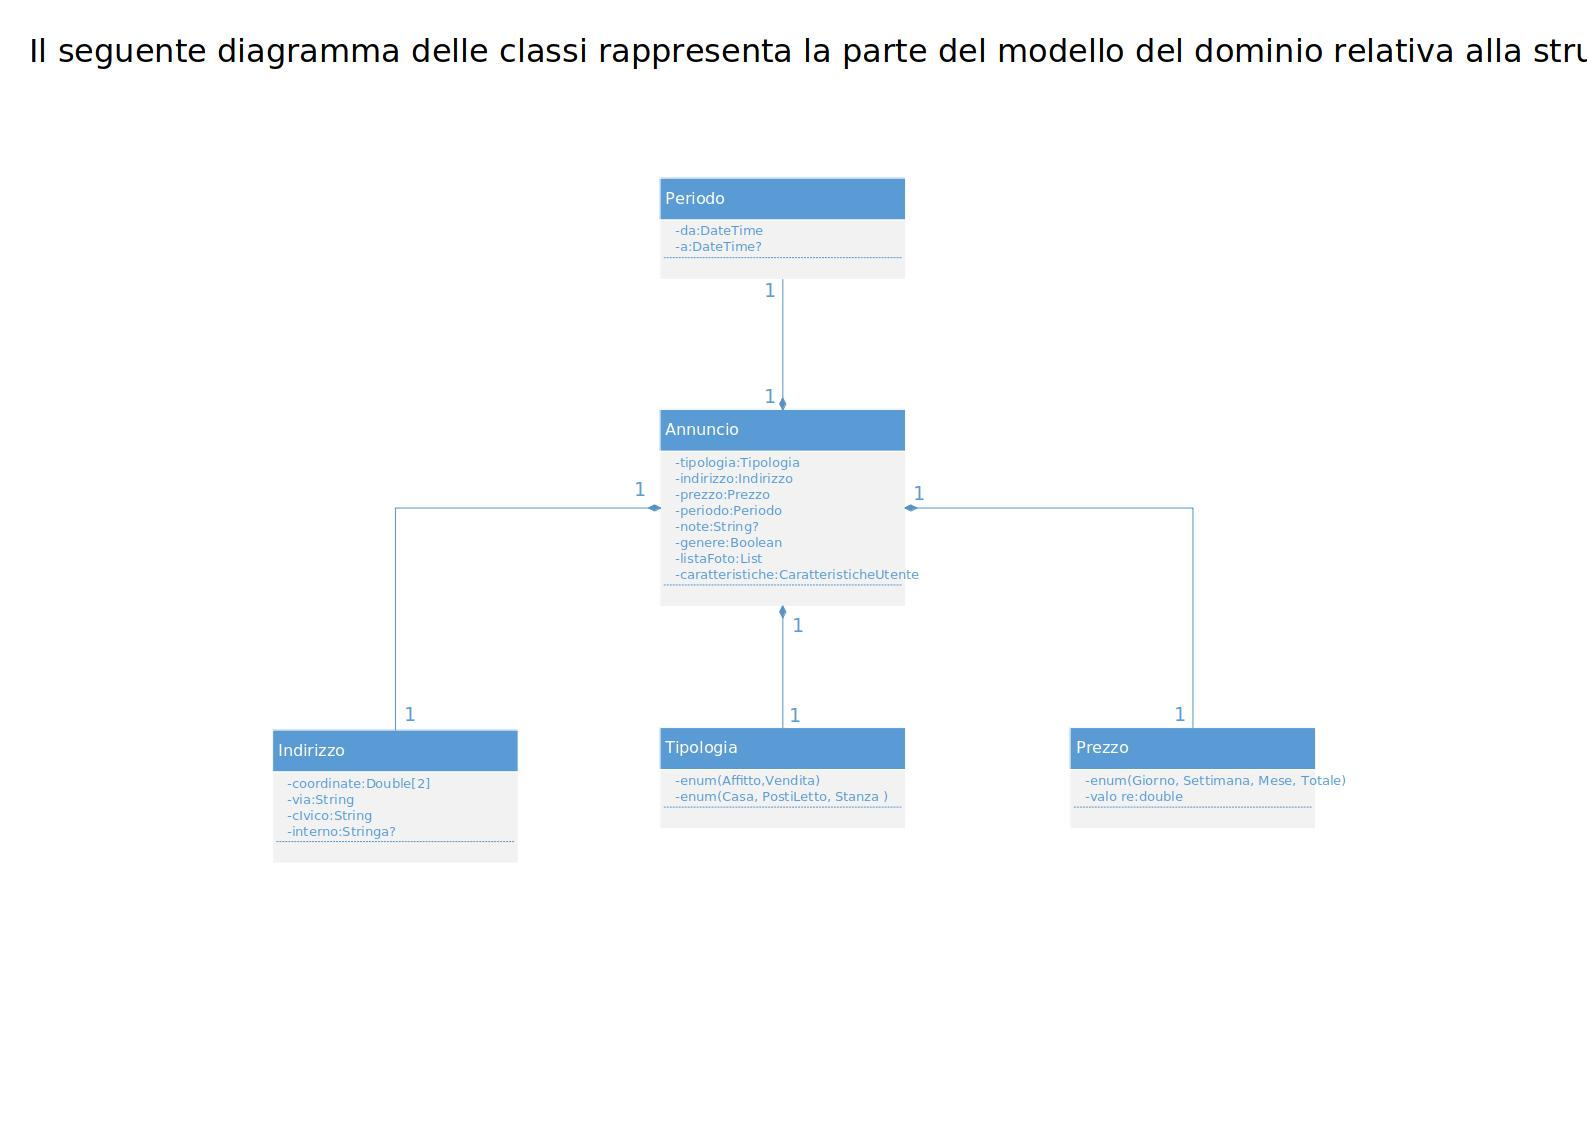 Il seguente diagramma delle classi rappresenta la parte del modello del dominio relativa alla
Periodo
-da:DateTime
-a:DateTime?
1
1
Annuncio
-tipologia:Tipologia
-indirizzo:Indirizzo
-prezzo:Prezzo
-periodo:Periodo
-note:String?
-genere:Boolean
-listaFoto:List
-caratteristiche:CaratteristicheUtente
1
1
1
1
1
1
Indirizzo
-coordinate:Double[2]
-via:String
-cIvico:String
-interno:Stringa?
Tipologia
-enum(Affitto,Vendita)
-enum(Casa, PostiLetto, Stanza )
Prezzo
-enum(Giorno, Settimana, Mese, Totale)
-valo re:double